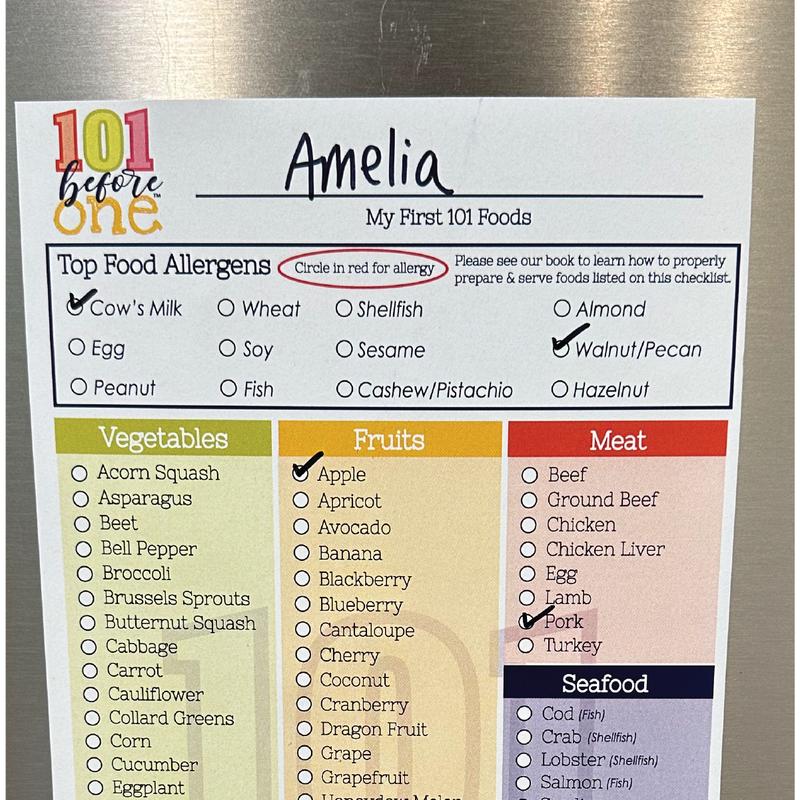 101
before
one™
Amelia
My First 101 Foods
Top Food Allergens
Circle in red for allergy
Please see our book to learn how to properly
prepare & serve foods listed on this checklist.
Cow's Milk
Wheat
Shellfish
Almond
Egg
Soy
Sesame
Walnut/Pecan
Peanut
Fish
Cashew/Pistachio
Hazelnut
Vegetables
Acorn Squash
Asparagus
Beet
Bell Pepper
Broccoli
Brussels Sprouts
Butternut Squash
Cabbage
Carrot
Cauliflower
Collard Greens
Corn
Cucumber
Eggplant
Fruits
Apple
Apricot
Avocado
Banana
Blackberry
Blueberry
Cantaloupe
Cherry
Coconut
Cranberry
Dragon Fruit
Grape
Grapefruit
Honeydew Melon
Meat
Beef
Ground Beef
Chicken
Chicken Liver
Egg
Lamb
Pork
Turkey
Seafood
Cod (Fish)
Crab (Shellfish)
Lobster (Shellfish)
Salmon (Fish)
101